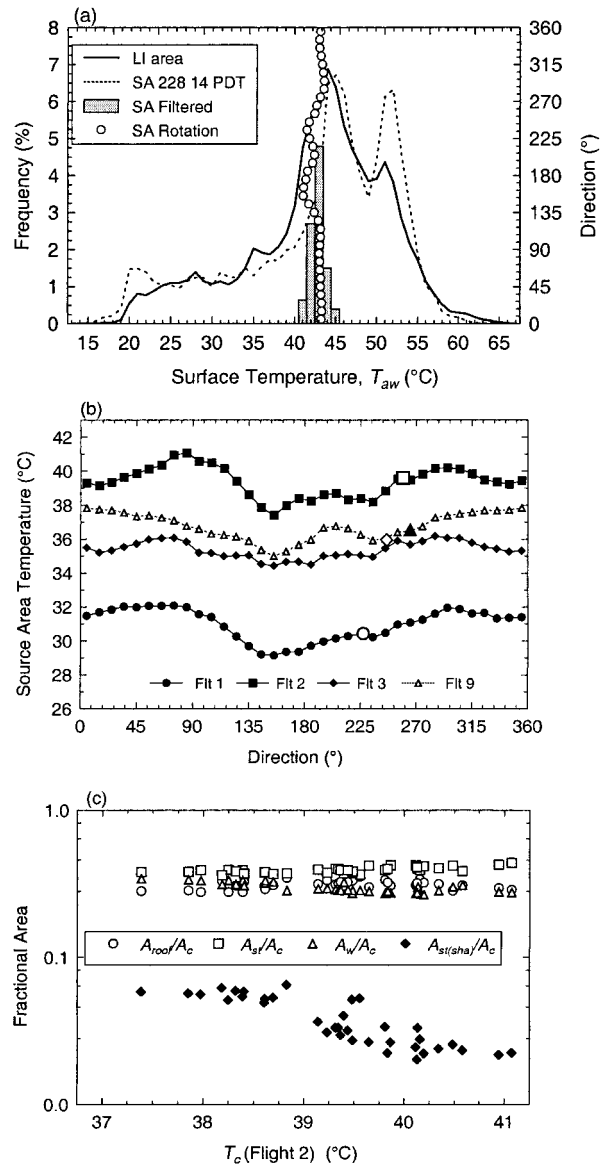 (a)
8
7
6
5
4
3
2
1
0
Frequency (%)
LI area
SA 228 14 PDT
SA Filtered
SA Rotation
360
315
270
225
180
135
90
45
0
Direction (°)
15 20 25 30 35 40 45 50 55 60 65
Surface Temperature, Taw (°C)
(b)
42
40
38
36
34
32
30
28
26
Source Area Temperature (°C)
Flt 1 Flt 2 Flt 3 Flt 9
0 45 90 135 180 225 270 315 360
Direction (°)
(c)
1.0
0.1
0.0
Fractional Area
Aroof/Ac Ast/Ac Aw/Ac Ast(sha)/Ac
37 38 39 40 41
Tc (Flight 2) (°C)